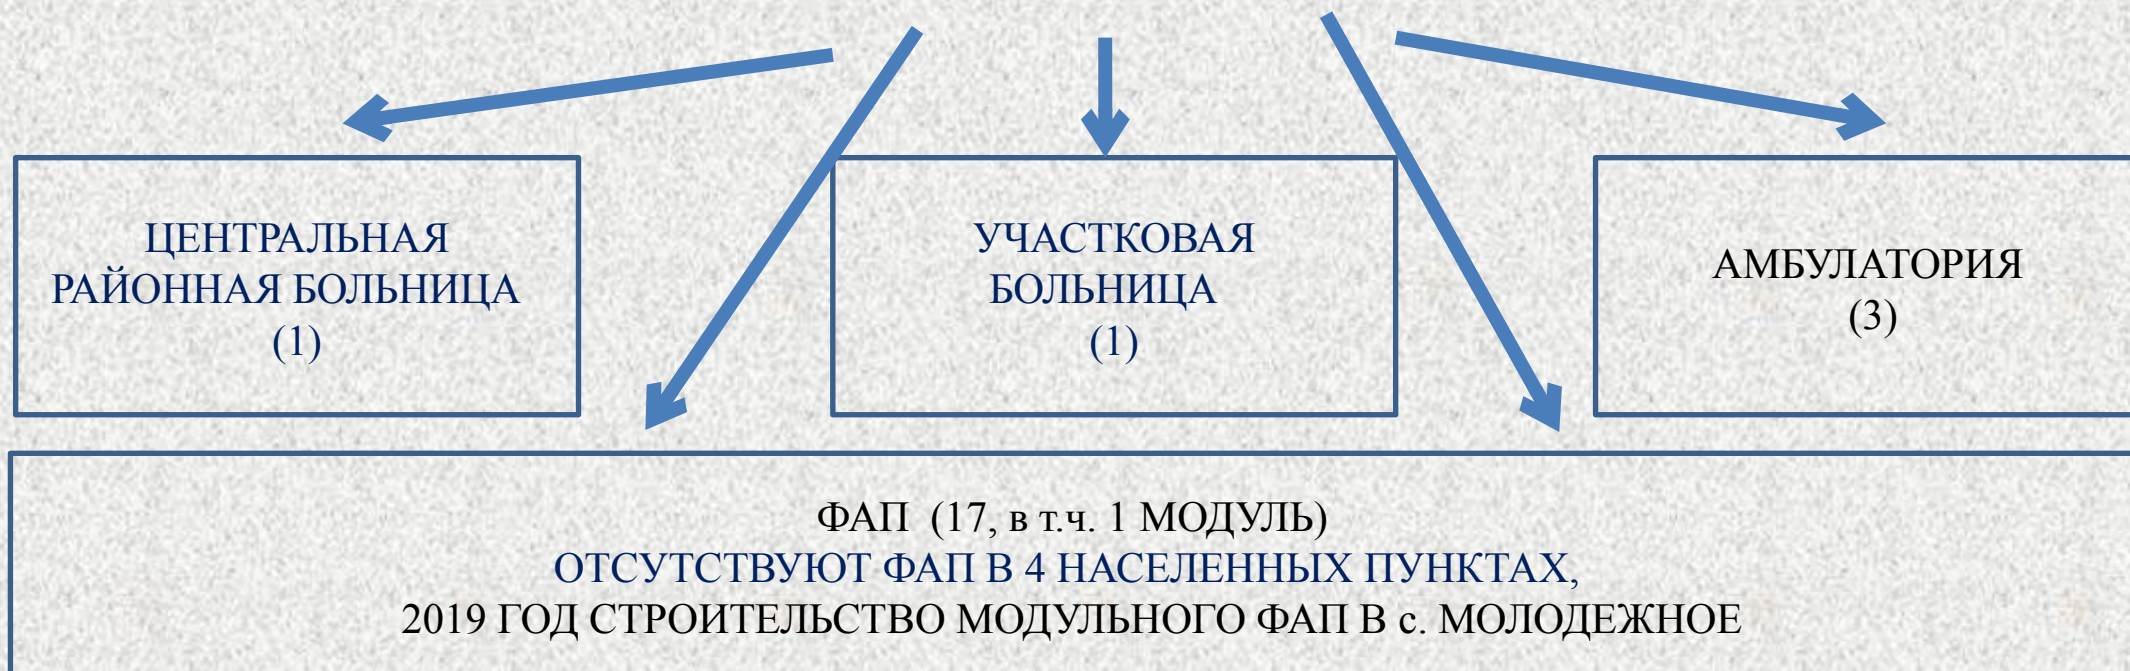 ЦЕНТРАЛЬНАЯ
РАЙОННАЯ БОЛЬНИЦА
(1)
УЧАСТКОВАЯ
БОЛЬНИЦА
(1)
АМБУЛАТОРИЯ
(3)
ФАП (17, в т.ч. 1 МОДУЛЬ)
ОТСУТСТВУЮТ ФАП В 4 НАСЕЛЕННЫХ ПУНКТАХ,
2019 ГОД СТРОИТЕЛЬСТВО МОДУЛЬНОГО ФАП В с. МОЛОДЕЖНОЕ